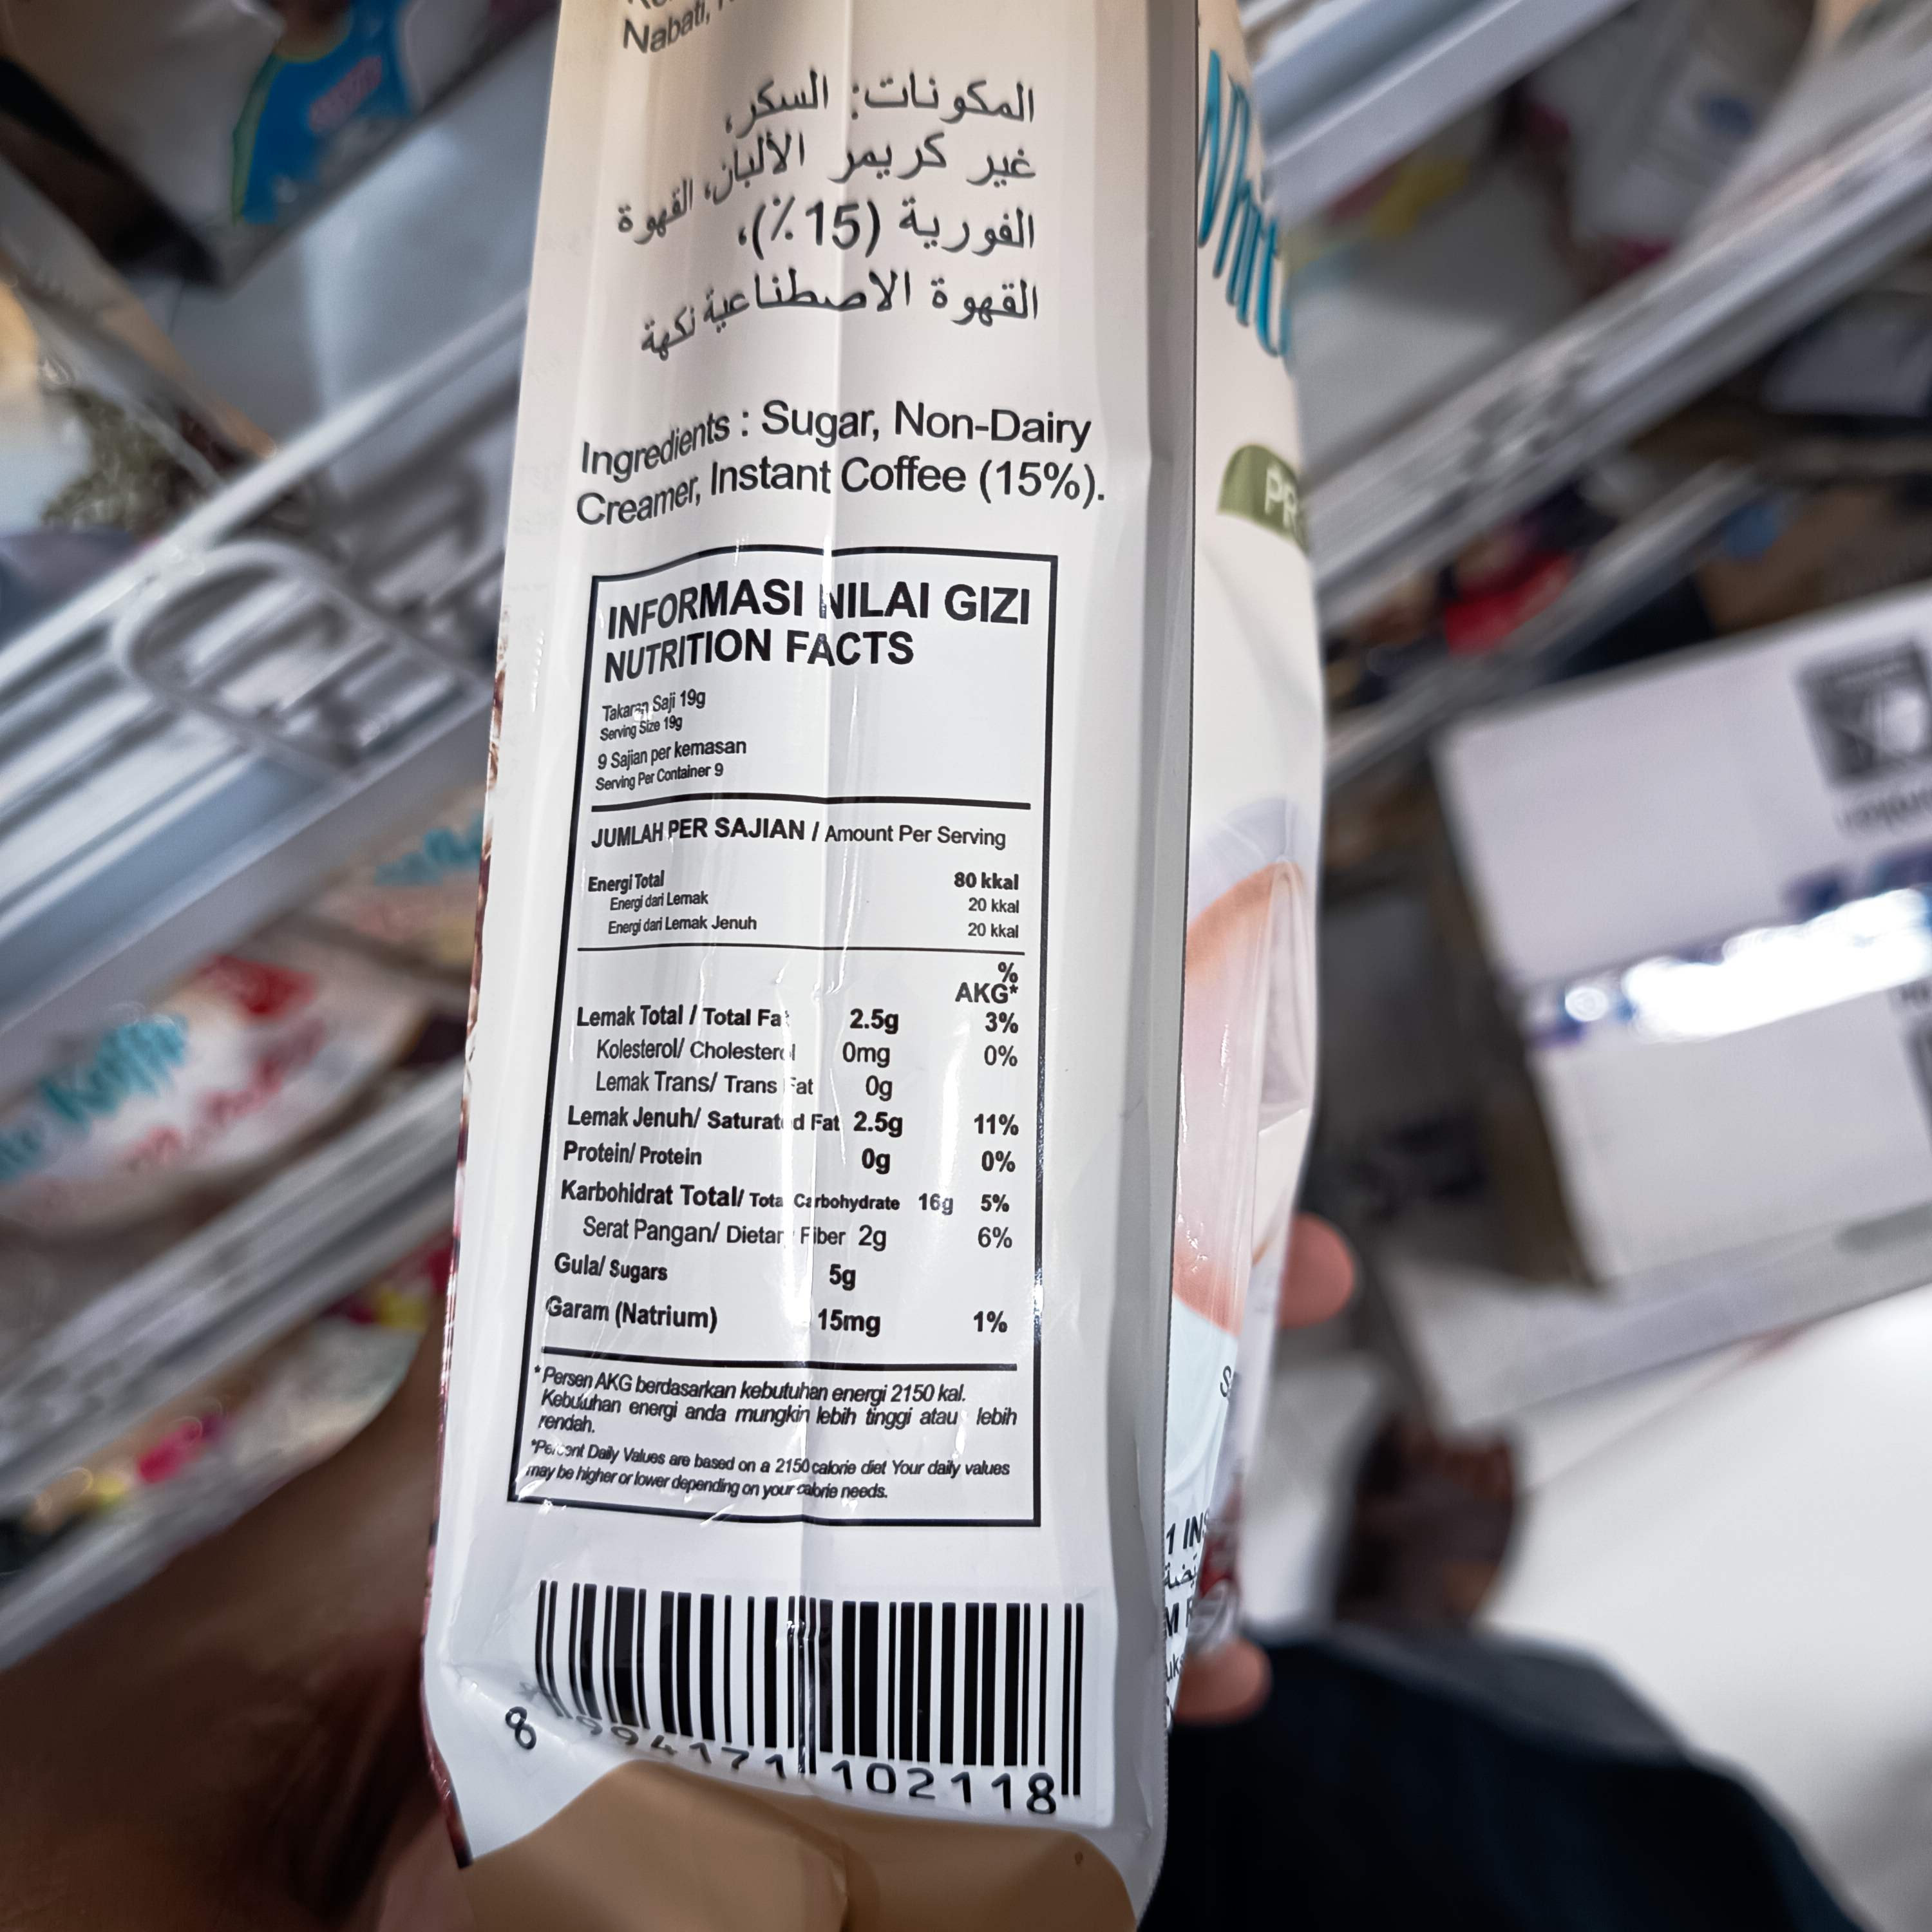 Nabati,
المكونات: السكر،
غير كريمر الألبان، القهوة
الفورية (15٪)،
القهوة الاصطناعية نكهة
Ingredients : Sugar, Non-Dairy
Creamer, Instant Coffee (15%).
INFORMASI NILAI GIZI
NUTRITION FACTS
Takaran Saji 19g
Serving Size 19g
9 Sajian per kemasan
Serving Per Container 9
JUMLAH PER SAJIAN / Amount Per Serving
Energi Total 80 kkal
Energi dari Lemak 20 kkal
Energi dari Lemak Jenuh 20 kkal
%
AKG*
Lemak Total / Total Fat 2.5g 3%
Kolesterol/ Cholesterol 0mg 0%
Lemak Trans/ Trans Fat 0g
Lemak Jenuh/ Saturated Fat 2.5g 11%
Protein/ Protein 0g 0%
Karbohidrat Total/ Total Carbohydrate 16g 5%
Serat Pangan/ Dietary Fiber 2g 6%
Gula/ Sugars 5g
Garam (Natrium) 15mg 1%
* Persen AKG berdasarkan kebutuhan energi 2150 kal.
Kebutuhan energi anda mungkin lebih tinggi atau lebih
rendah.
*Percent Daily Values are based on a 2150 calorie diet Your daily values
may be higher or lower depending on your calorie needs.
8 994171 102118